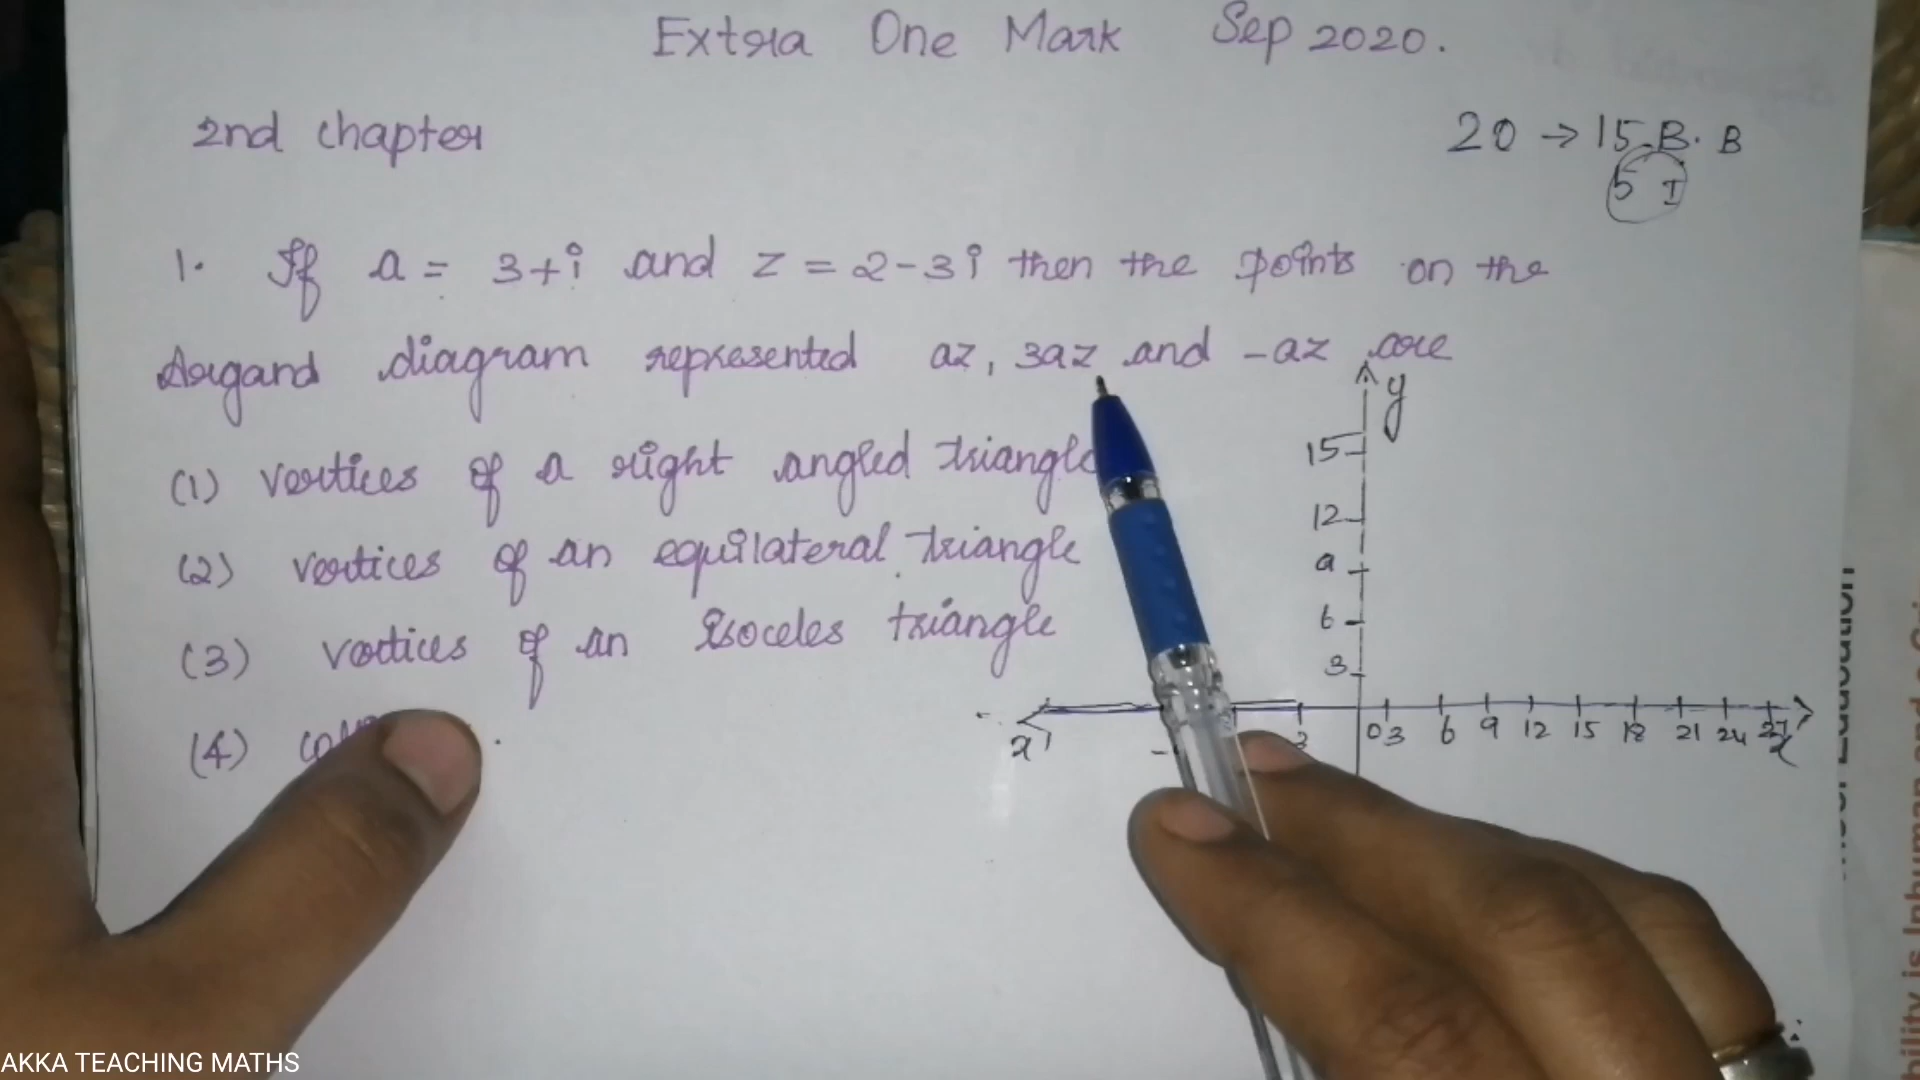 Extra One Mark Sep 2020.
2nd chapter
20 → 15 B. B
5 I
1. If a = 3+i and z = 2-3i then the points on the
Argand diagram represented az, 3az and -az are
(1) vertices of a right angled triangle
(2) vertices of an equilateral triangle
(3) vertices of an Isoceles triangle
(4)
y
15
12
9
6
3
x'
3 0 3 6 9 12 15 18 21 24 27
x
AKKA TEACHING MATHS